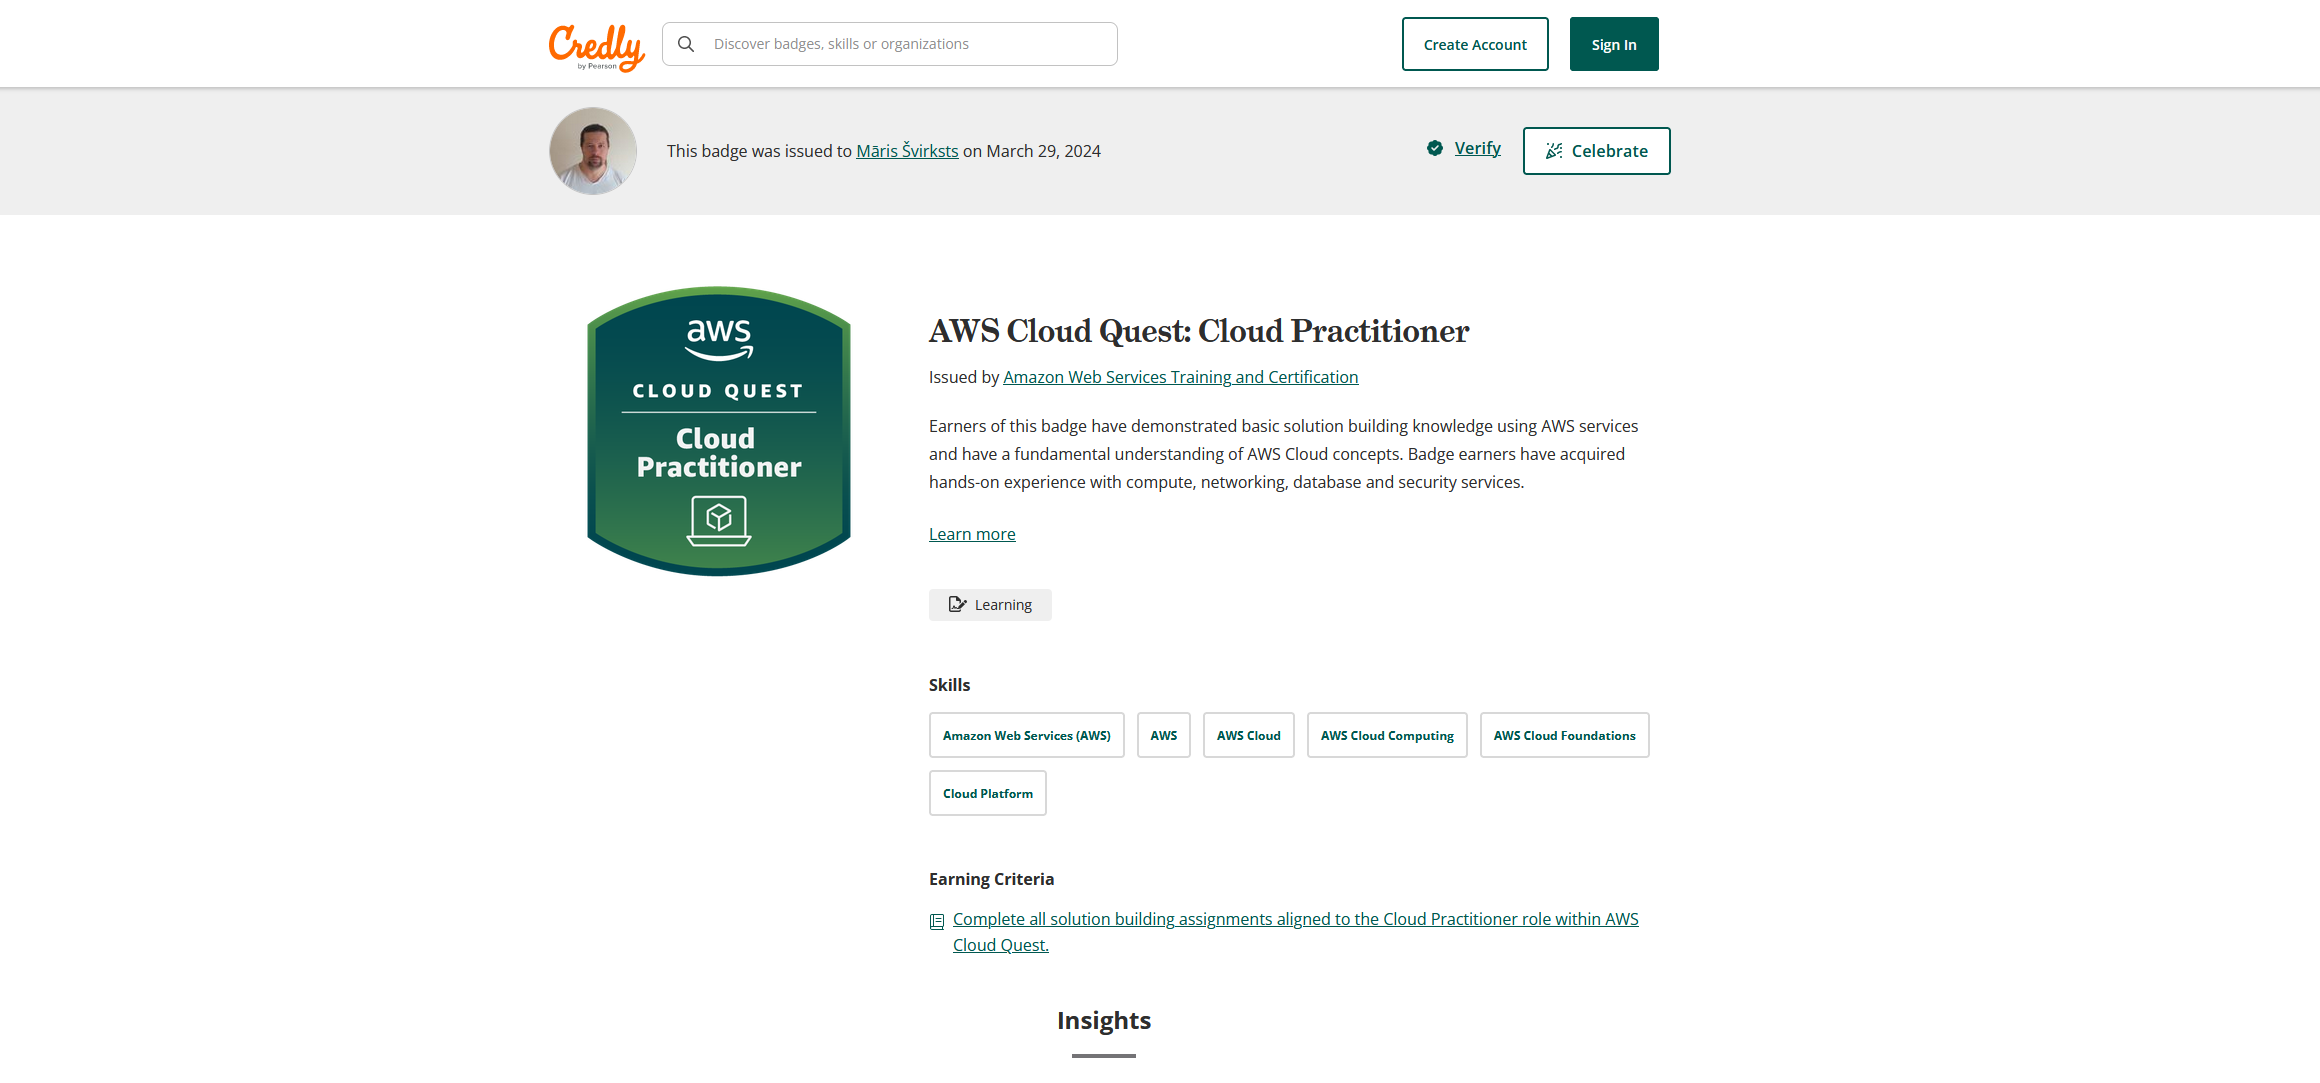 Credly
by Pearson
Discover badges, skills or organizations
Create Account
Sign In
This badge was issued to Māris Švirksts on March 29, 2024
Verify
Celebrate
aws
CLOUD QUEST
Cloud
Practitioner
AWS Cloud Quest: Cloud Practitioner
Issued by Amazon Web Services Training and Certification
Earners of this badge have demonstrated basic solution building knowledge using AWS services
and have a fundamental understanding of AWS Cloud concepts. Badge earners have acquired
hands-on experience with compute, networking, database and security services.
Learn more
Learning
Skills
Amazon Web Services (AWS)
AWS
AWS Cloud
AWS Cloud Computing
AWS Cloud Foundations
Cloud Platform
Earning Criteria
Complete all solution building assignments aligned to the Cloud Practitioner role within AWS
Cloud Quest.
Insights